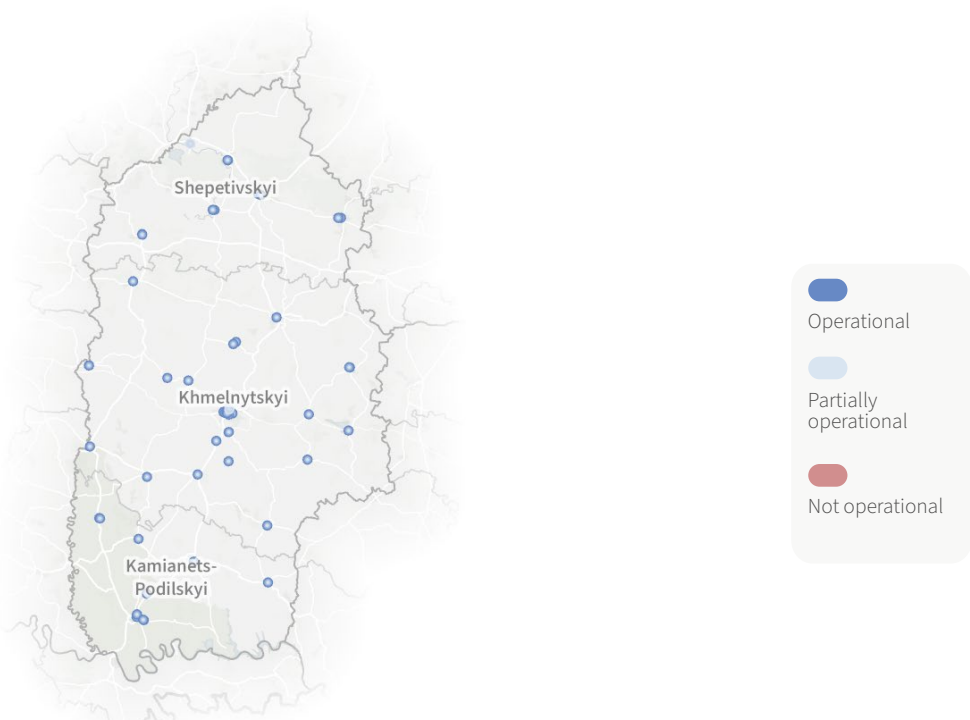 Shepetivskyi
Khmelnytskyi
Kamianets-
Podilskyi
Operational
Partially
operational
Not operational